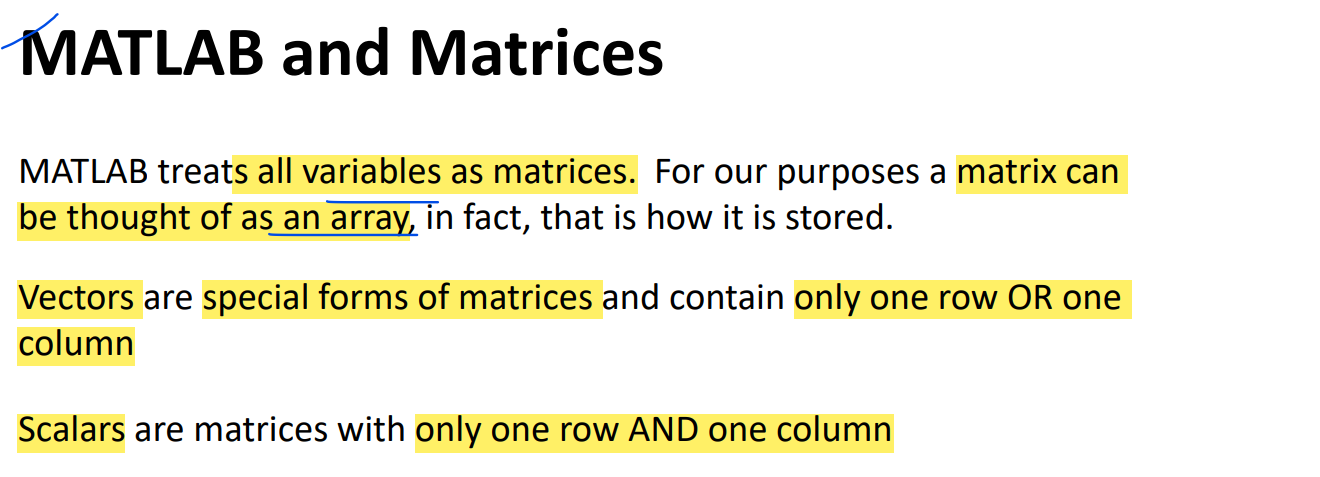 MATLAB and Matrices
MATLAB treats all variables as matrices. For our purposes a matrix can
be thought of as an array, in fact, that is how it is stored.
Vectors are special forms of matrices and contain only one row OR one
column
Scalars are matrices with only one row AND one column